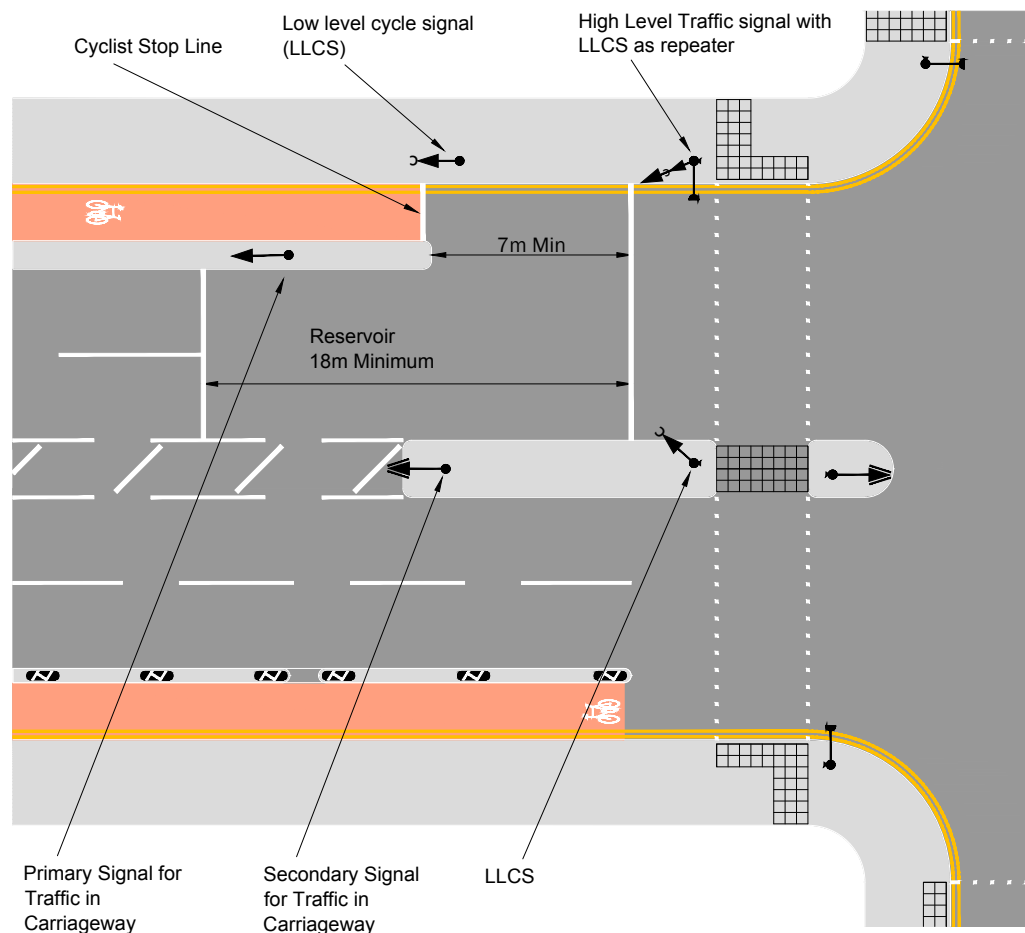 Low level cycle signal
(LLCS)
High Level Traffic signal with
LLCS as repeater
Cyclist Stop Line
7m Min
Reservoir
18m Minimum
Primary Signal for
Traffic in
Carriageway
Secondary Signal
for Traffic in
Carriageway
LLCS